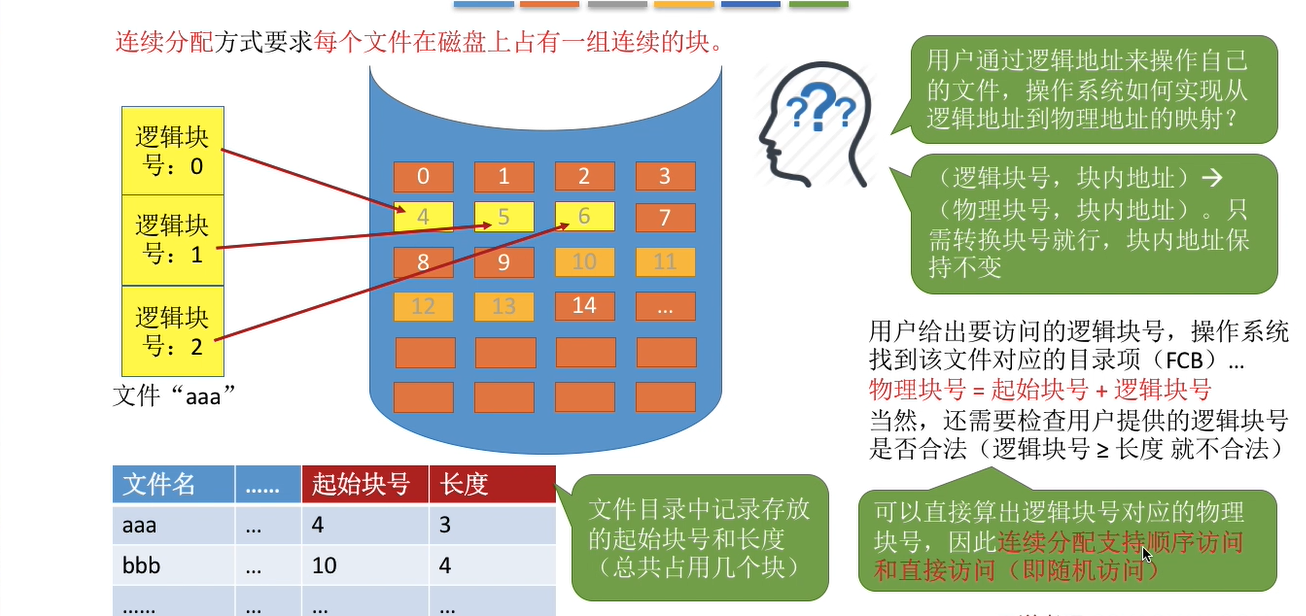 连续分配方式要求每个文件在磁盘上占有一组连续的块。
逻辑块
号：0
逻辑块
号：1
逻辑块
号：2
文件“aaa”
0 1 2 3
4 5 6 7
8 9 10 11
12 13 14 ...
???
用户通过逻辑地址来操作自己
的文件，操作系统如何实现从
逻辑地址到物理地址的映射？
（逻辑块号，块内地址）→
（物理块号，块内地址）。只
需转换块号就行，块内地址保
持不变
用户给出要访问的逻辑块号，操作系统
找到该文件对应的目录项（FCB）…
物理块号 = 起始块号 + 逻辑块号
当然，还需要检查用户提供的逻辑块号
是否合法（逻辑块号 ≥ 长度 就不合法）
文件名 …… 起始块号 长度
aaa ... 4 3
bbb ... 10 4
…… ... ... ...
文件目录中记录存放
的起始块号和长度
（总共占用几个块）
可以直接算出逻辑块号对应的物理
块号，因此连续分配支持顺序访问
和直接访问（即随机访问）